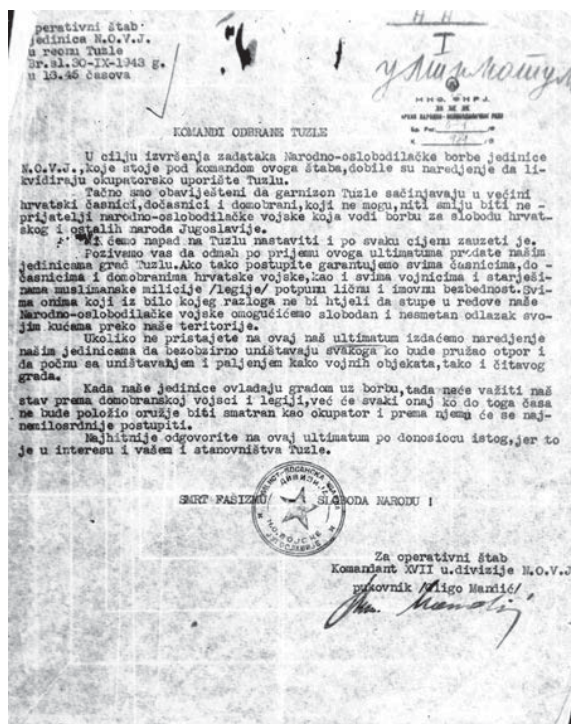 perativni štab
jedinica N.O.V.J.
u reonu Tuzle
Br.sl.30-IX-1943 g.
u 13.45 časova
I
ултиматум
KOMANDI ODBRANE TUZLE
U cilju izvršenja zadataka Narodno-oslobodilačke borbe jedinice
N.O.V.J.,koje stoje pod komandom ovoga štaba,dobile su naredjenje da li-
kvidiraju okupatorsko uporište Tuzlu.
Tačno smo obaviješteni da garnizon Tuzle sačinjavaju u većini
hrvatski časnici,dočasnici i domobrani,koji ne mogu,niti smiju biti ne -
prijatelji narodno-oslobodilačke vojske koja vodi borbu za slobodu hrvat-
skog i ostalih naroda Jugoslavije.
Mi ćemo napad na Tuzlu nastaviti i po svaku cijenu zauzeti je.
Pozivamo vas da odmah po prijemu ovoga ultimatuma predate našim
jedinicama grad Tuzlu.Ako tako postupite garantujemo svima časnicima,do -
časnicima i domobranima hrvatske vojske,kao i svima vojnicima i starješi-
nama muslimanske milicije /legije/ potpunu ličnu i imovnu bezbednost.Svi-
ma onima koji iz bilo kojeg razloga ne bi htjeli da stupe u redove naše
Narodno-oslobodilačke vojske omogućićemo slobodan i nesmetan odlazak svo-
jim kućama preko naše teritorije.
Ukoliko ne pristajete na ovaj naš ultimatum izdaćemo naredjenje
našim jedinicama da bezobzirno uništavaju svakoga ko bude pružao otpor i
da počnu sa uništavanjem i paljenjem kako vojnih objekata,tako i čitavog
grada.
Kada naše jedinice ovladaju gradom uz borbu,tada neće važiti naš
stav prema domobranskoj vojsci i legiji,već će svaki onaj ko do toga časa
ne bude položio oružje biti smatran kao okupator i prema njemu će se naj-
nemilosrdnije postupiti.
Najhitnije odgovorite na ovaj ultimatum po donosiocu istog,jer to
je u interesu i vašem i stanovništva Tuzle.
SMRT FAŠIZMU SLOBODA NARODU !
ДИВИЗИЈЕ
Н.О.ВОЈСКЕ
ЈУГОСЛАВИЈЕ
Za operativni štab
Komandant XVII u.divizije N.O.V.J
pukovnik /Gligo Mandić/